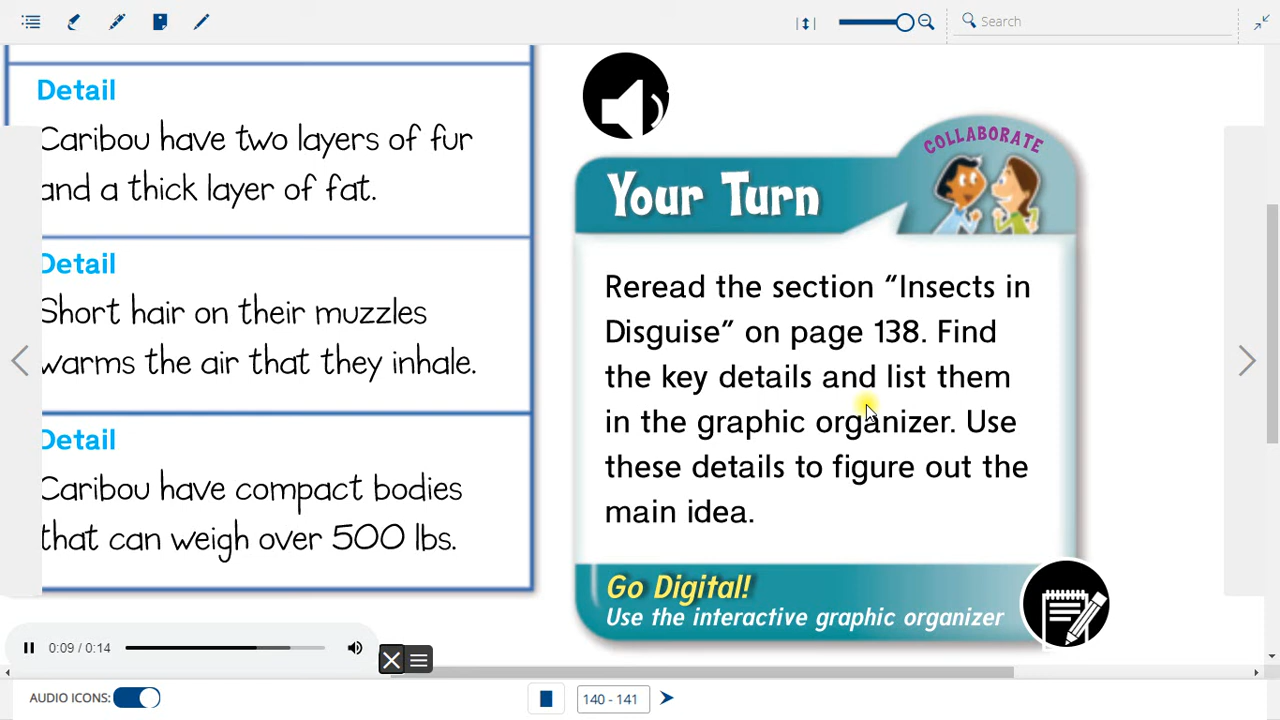 Search
Detail
Caribou have two layers of fur
and a thick layer of fat.
Detail
Short hair on their muzzles
warms the air that they inhale.
Detail
Caribou have compact bodies
that can weigh over 500 lbs.
COLLABORATE
Your Turn
Reread the section “Insects in
Disguise” on page 138. Find
the key details and list them
in the graphic organizer. Use
these details to figure out the
main idea.
Go Digital!
Use the interactive graphic organizer
0:09 / 0:14
AUDIO ICONS:
140 - 141